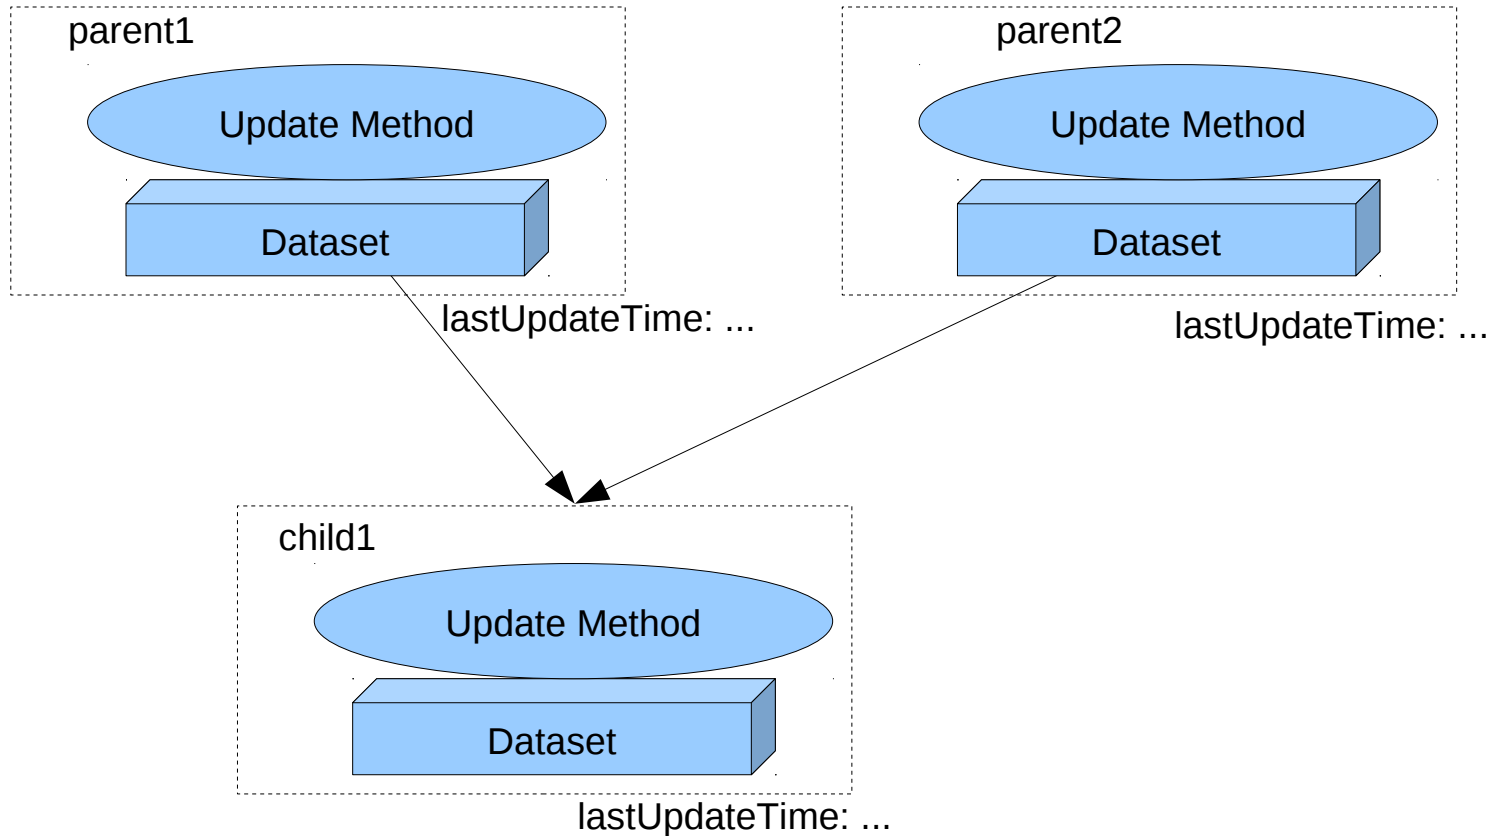 parent1
Update Method
Dataset
lastUpdateTime: ...
parent2
Update Method
Dataset
lastUpdateTime: ...
child1
Update Method
Dataset
lastUpdateTime: ...